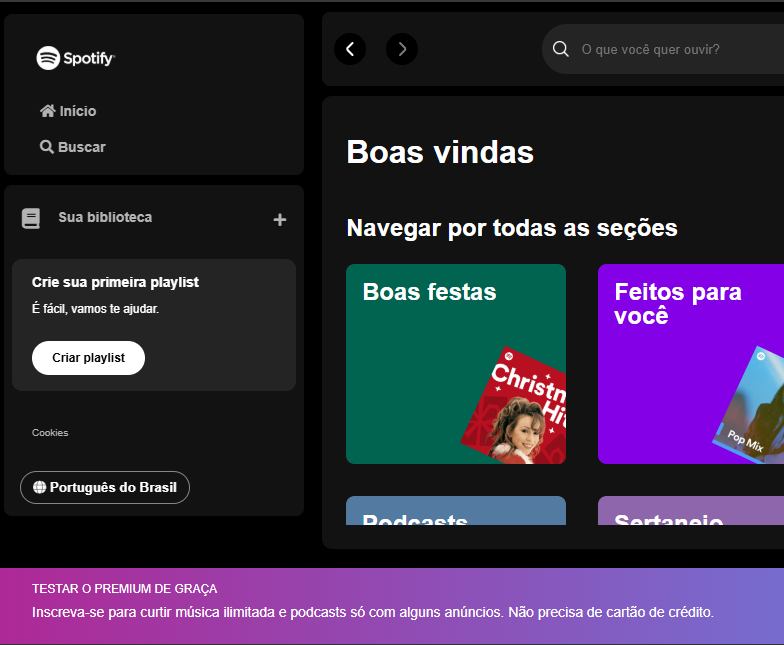 Spotify
Início
Buscar
Sua biblioteca
Crie sua primeira playlist
É fácil, vamos te ajudar.
Criar playlist
Cookies
Português do Brasil
O que você quer ouvir?
Boas vindas
Navegar por todas as seções
Boas festas
Christm
Hit
Feitos para
você
Pop Mix
Podcasts
Sertanejo
TESTAR O PREMIUM DE GRAÇA
Inscreva-se para curtir música ilimitada e podcasts só com alguns anúncios. Não precisa de cartão de crédito.